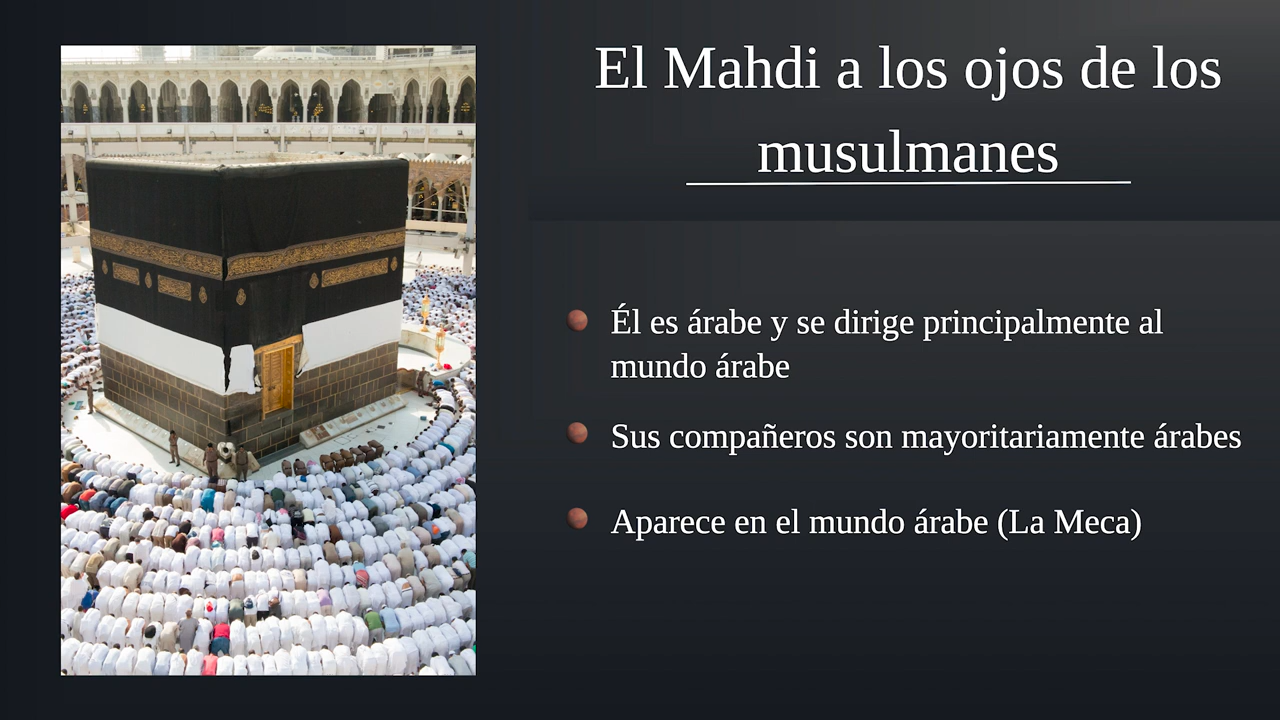 El Mahdi a los ojos de los
musulmanes
Él es árabe y se dirige principalmente al
mundo árabe
Sus compañeros son mayoritariamente árabes
Aparece en el mundo árabe (La Meca)